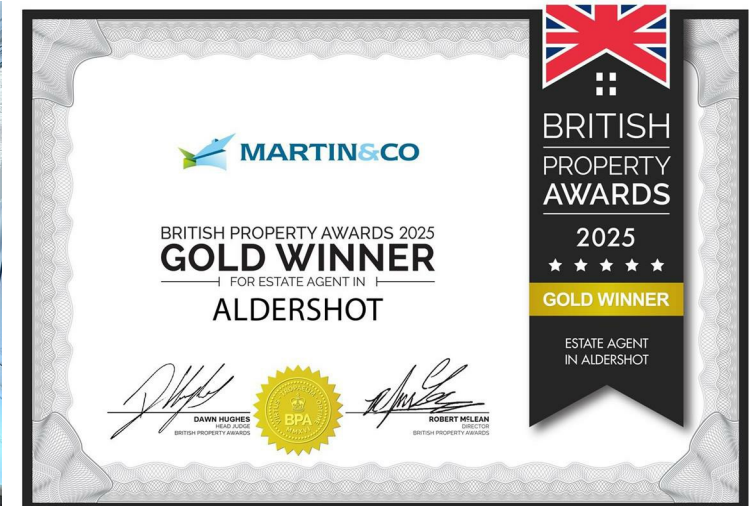 MARTIN&CO
BRITISH PROPERTY AWARDS 2025
GOLD WINNER
FOR ESTATE AGENT IN
ALDERSHOT
DAWN HUGHES
HEAD JUDGE
BRITISH PROPERTY AWARDS
BPA
ROBERT McLEAN
DIRECTOR
BRITISH PROPERTY AWARDS
BRITISH
PROPERTY
AWARDS
2025
GOLD WINNER
ESTATE AGENT
IN ALDERSHOT